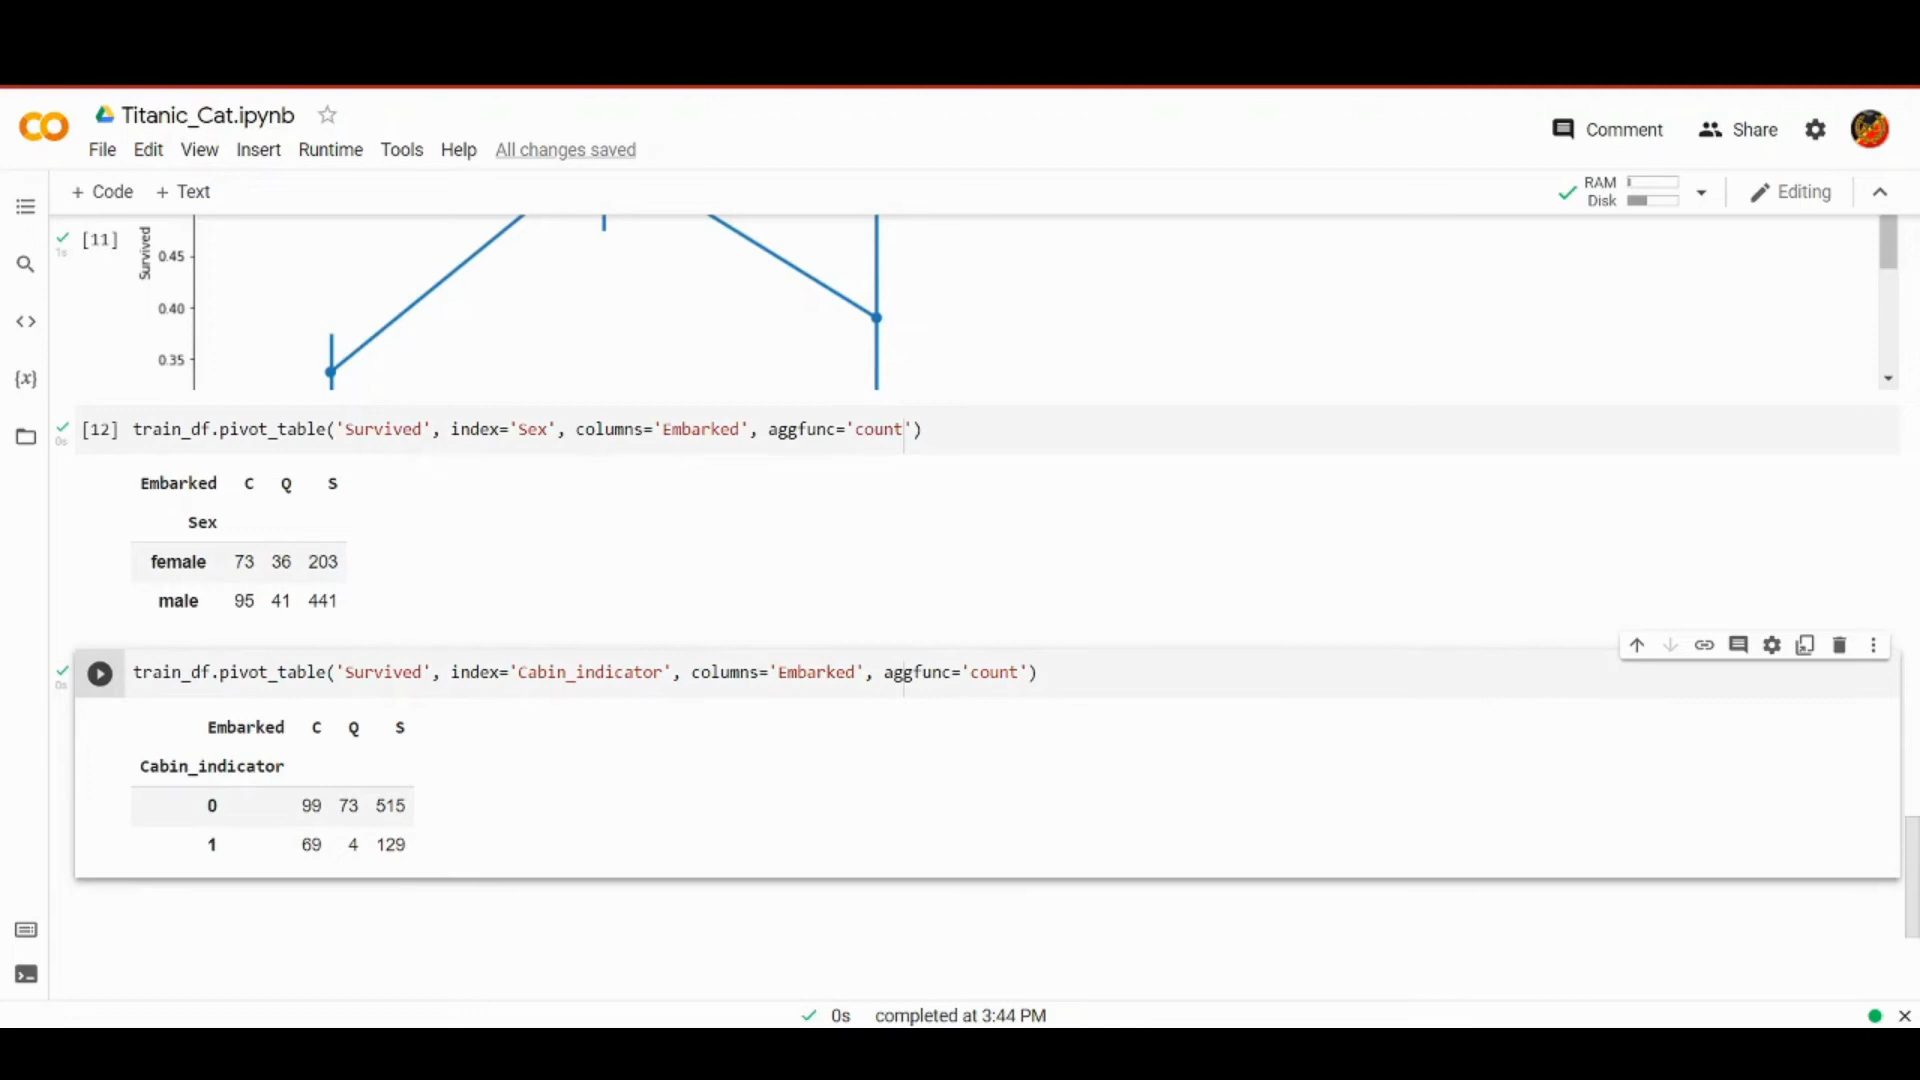 Titanic_Cat.ipynb
Comment Share
File Edit View Insert Runtime Tools Help All changes saved
+ Code + Text
RAM
Disk
Editing
1s
[11]
Survived
0.45
0.40
0.35
0s
[12] train_df.pivot_table('Survived', index='Sex', columns='Embarked', aggfunc='count')
Embarked C Q S
Sex
female 73 36 203
male 95 41 441
0s
train_df.pivot_table('Survived', index='Cabin_indicator', columns='Embarked', aggfunc='count')
Embarked C Q S
Cabin_indicator
0 99 73 515
1 69 4 129
0s completed at 3:44 PM